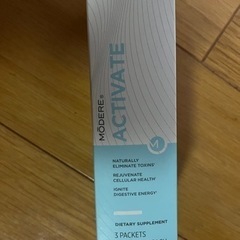 MODERE®
ACTIVATE
M
NATURALLY
ELIMINATE TOXINS
REJUVENATE
CELLULAR HEALTH
IGNITE
DIGESTIVE ENERGY
DIETARY SUPPLEMENT
3 PACKETS